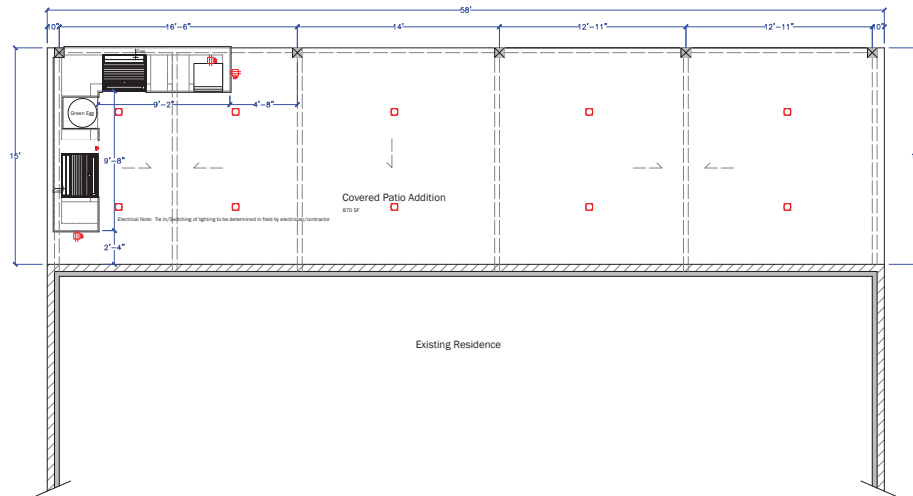 58'
10"
16'-6"
14'
12'-11"
12'-11"
10"
9'-2"
4'-8"
Green Egg
15'
9'-8"
Covered Patio Addition
870 SF
Electrical Note: Tie In/Switching of lighting to be determined in field by electrician/contractor
2'-4"
Existing Residence